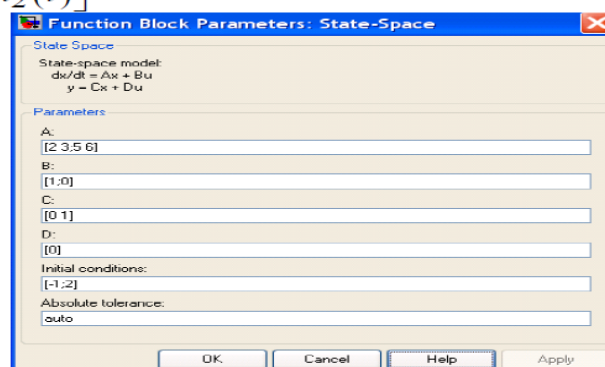 Function Block Parameters: State-Space
State Space
State-space model:
dx/dt = Ax + Bu
y = Cx + Du
Parameters
A:
[2 3;5 6]
B:
[1;0]
C:
[0 1]
D:
[0]
Initial conditions:
[-1;2]
Absolute tolerance:
auto
OK Cancel Help Apply